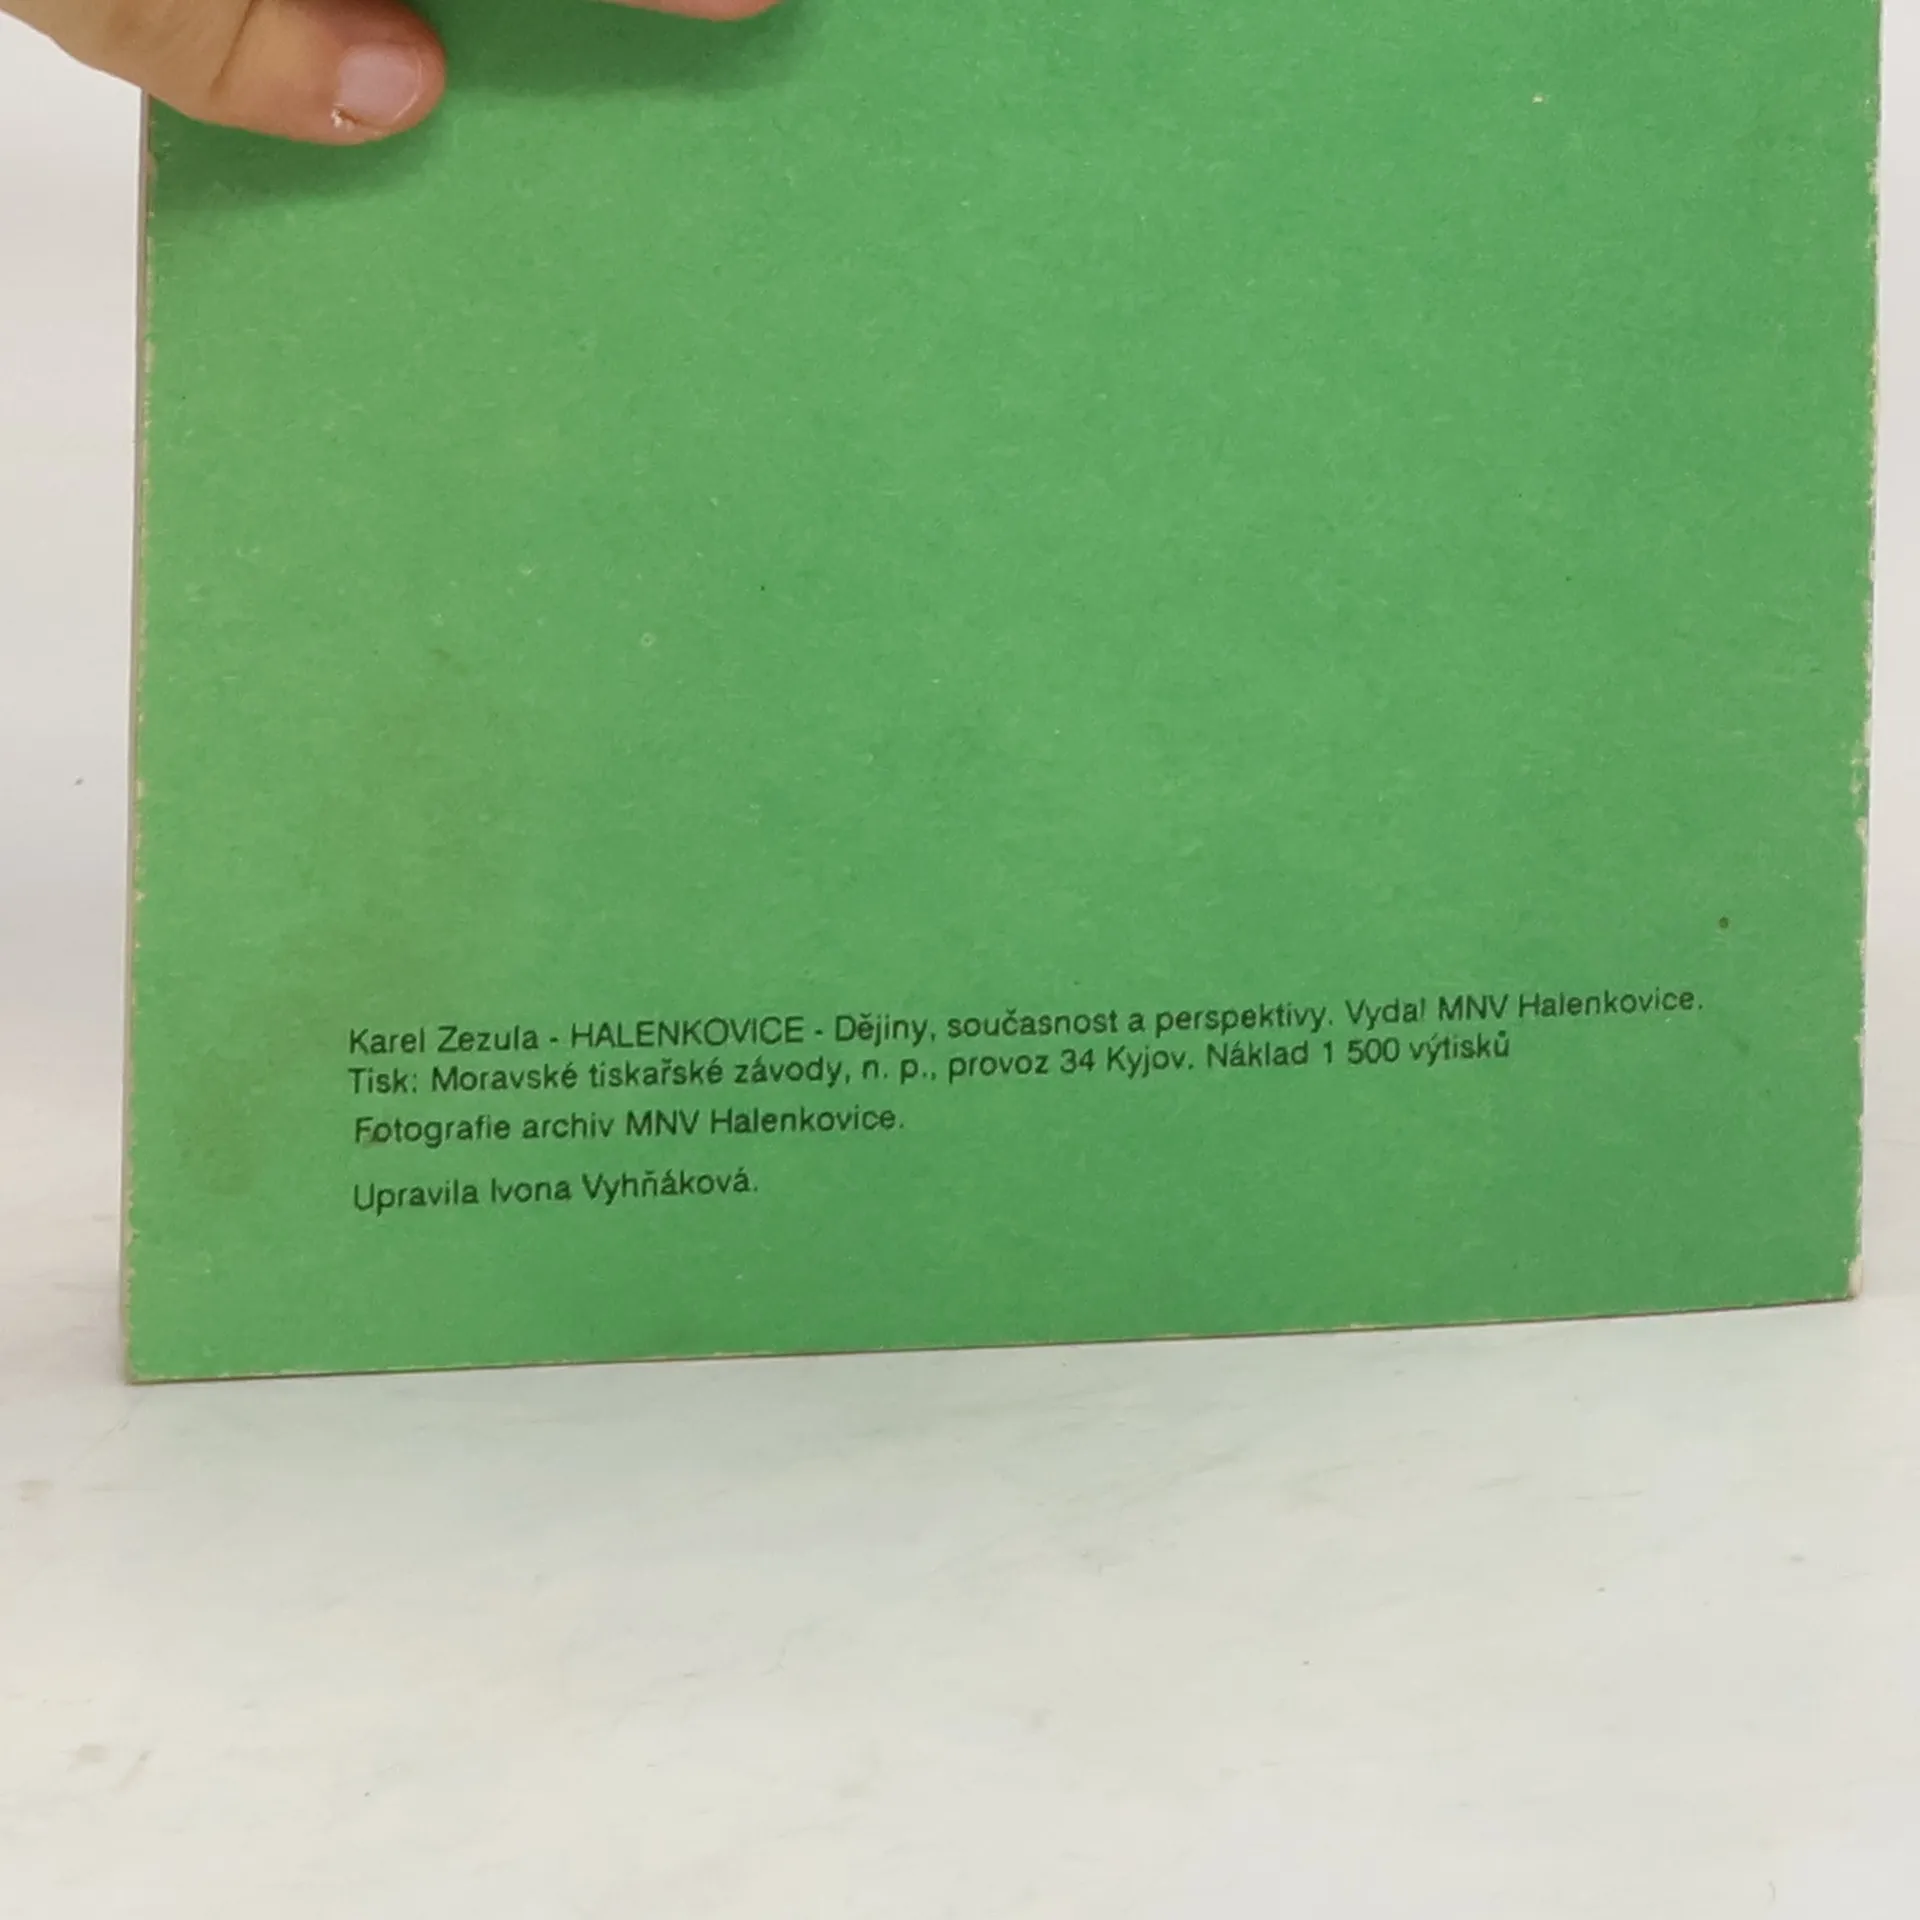 Karel Zezula - HALENKOVICE - Dějiny, současnost a perspektivy. Vydal MNV Halenkovice.
Tisk: Moravské tiskařské závody, n. p., provoz 34 Kyjov. Náklad 1 500 výtisků
Fotografie archiv MNV Halenkovice.
Upravila Ivona Vyhňáková.